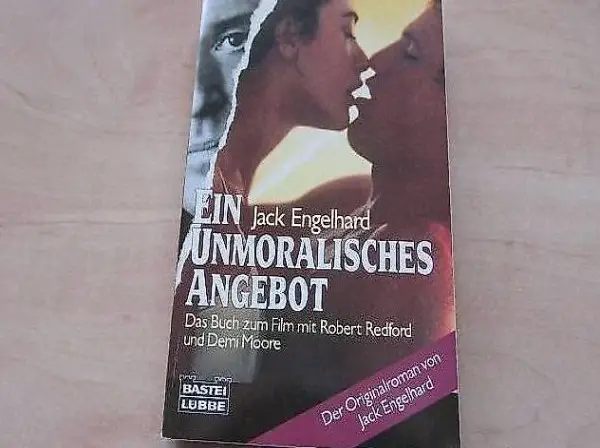 Jack Engelhard
EIN
UNMORALISCHES
ANGEBOT
Das Buch zum Film mit Robert Redford
und Demi Moore
BASTEI
LÜBBE
Der Originalroman von
Jack Engelhard